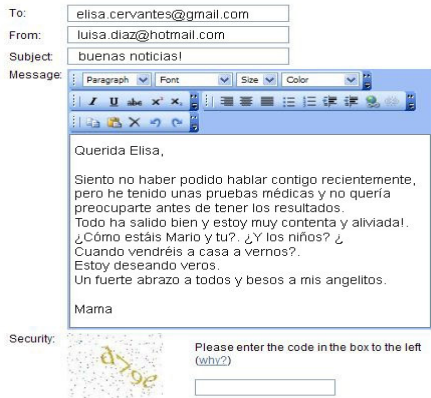 To: elisa.cervantes@gmail.com
From: luisa.diaz@hotmail.com
Subject: buenas noticias!
Message: Paragraph Font Size Color
I U abc x² x₂
Querida Elisa,
Siento no haber podido hablar contigo recientemente,
pero he tenido unas pruebas médicas y no quería
preocuparte antes de tener los resultados.
Todo ha salido bien y estoy muy contenta y aliviada!.
¿Cómo estáis Mario y tu?. ¿Y los niños? ¿
Cuando vendréis a casa a vernos?.
Estoy deseando veros.
Un fuerte abrazo a todos y besos a mis angelitos.
Mama
Security: d79e Please enter the code in the box to the left
(why?)